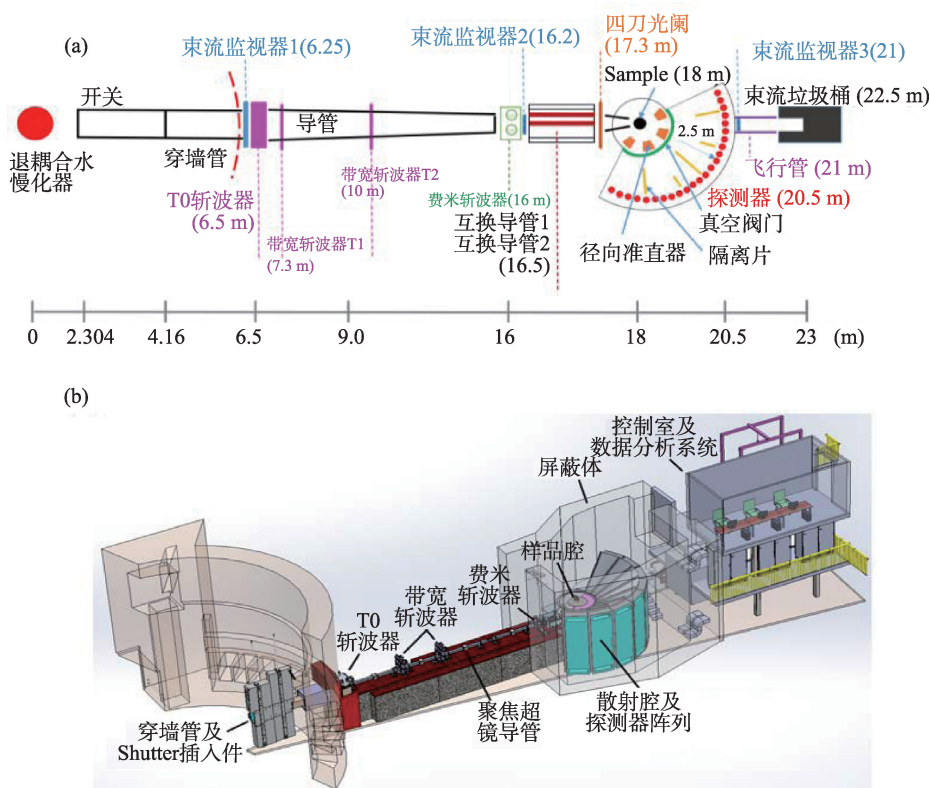 (a)
束流监视器1(6.25)
束流监视器2(16.2)
四刀光阑
(17.3 m)
Sample (18 m)
束流监视器3(21)
束流垃圾桶 (22.5 m)
开关
导管
2.5 m
退耦合水
慢化器
穿墙管
T0斩波器
(6.5 m)
带宽斩波器T1
(7.3 m)
带宽斩波器T2
(10 m)
费米斩波器(16 m)
互换导管1
互换导管2
(16.5)
径向准直器
隔离片
真空阀门
探测器 (20.5 m)
飞行管 (21 m)
0
2.304
4.16
6.5
9.0
16
18
20.5
23
(m)
(b)
控制室及
数据分析系统
屏蔽体
样品腔
费米
斩波器
带宽
斩波器
T0
斩波器
聚焦超
镜导管
散射腔及
探测器阵列
穿墙管及
Shutter插入件